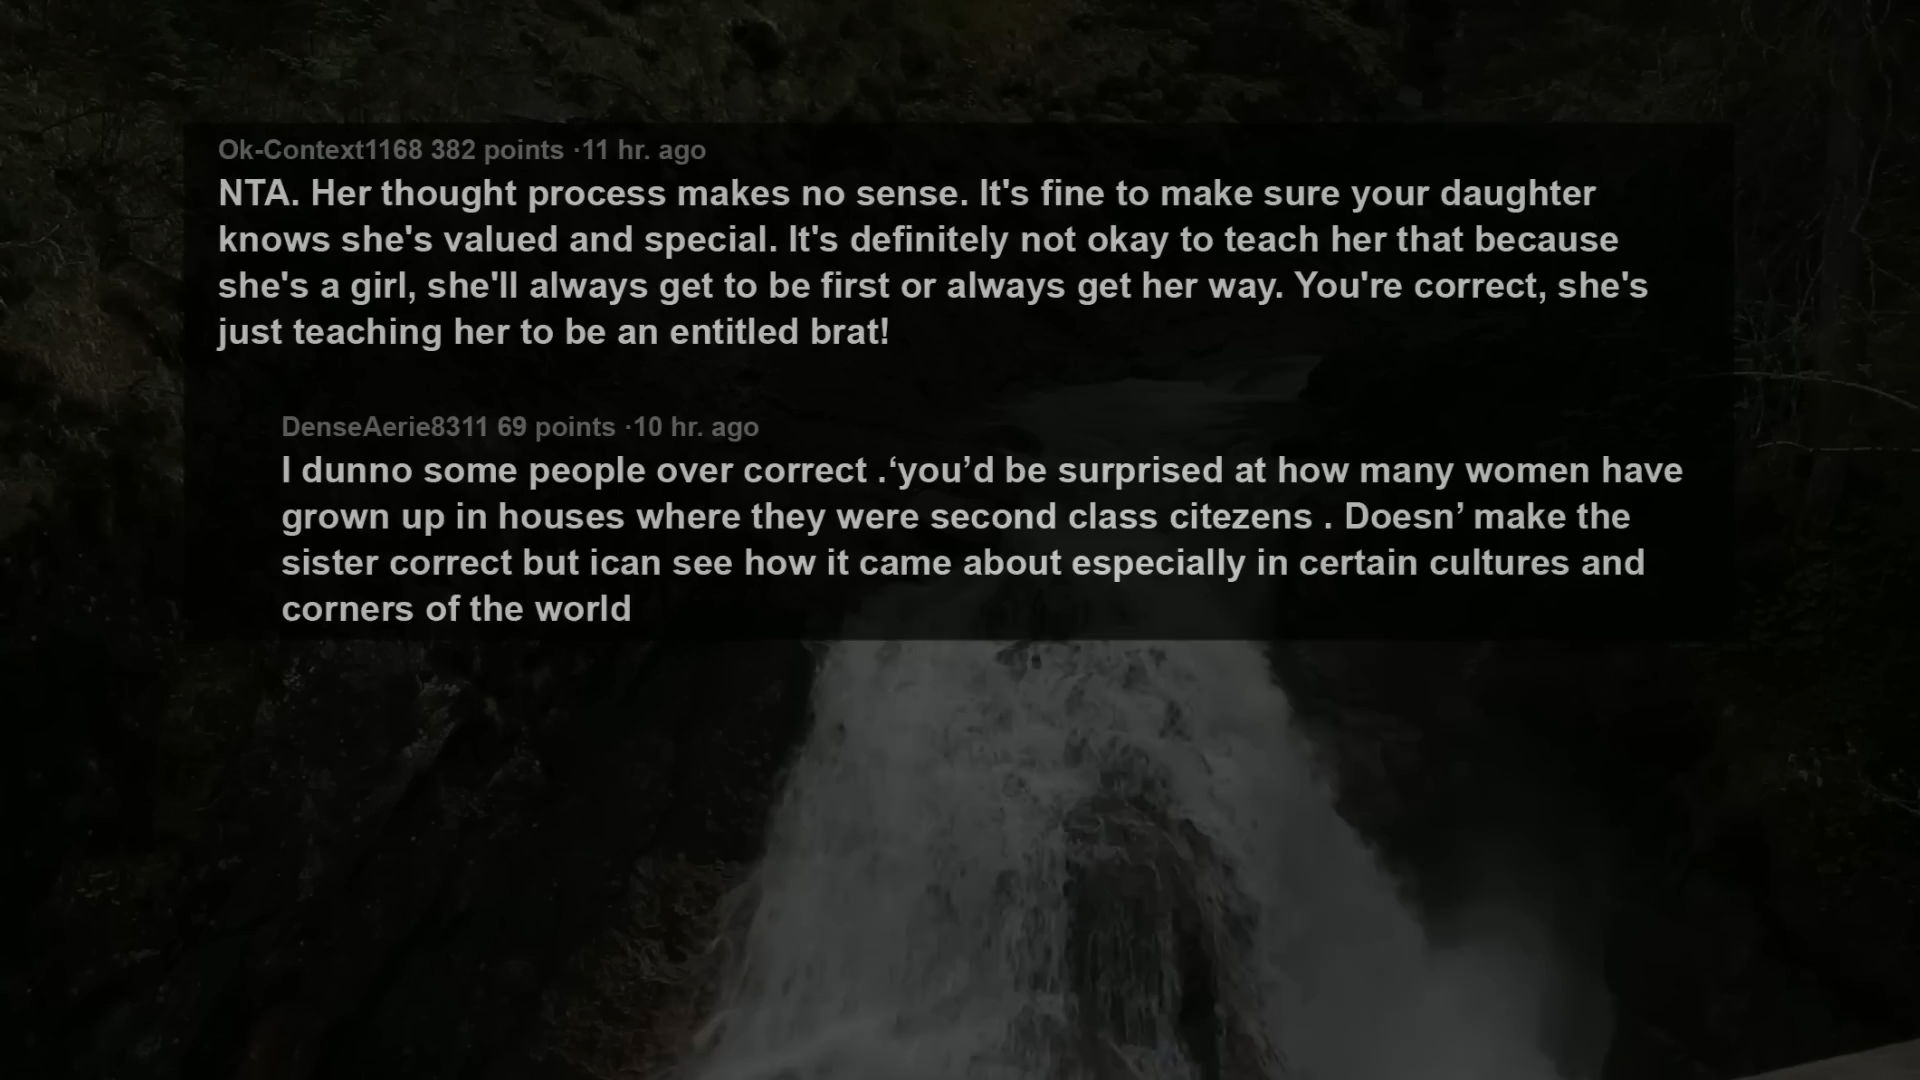 Ok-Context1168 382 points ·11 hr. ago
NTA. Her thought process makes no sense. It's fine to make sure your daughter
knows she's valued and special. It's definitely not okay to teach her that because
she's a girl, she'll always get to be first or always get her way. You're correct, she's
just teaching her to be an entitled brat!
DenseAerie8311 69 points ·10 hr. ago
I dunno some people over correct .‘you’d be surprised at how many women have
grown up in houses where they were second class citezens . Doesn’ make the
sister correct but ican see how it came about especially in certain cultures and
corners of the world